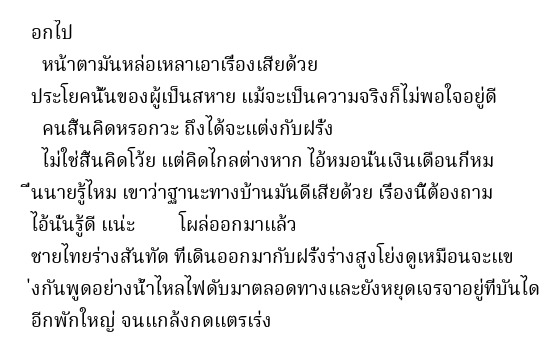 อกไป
หน้าตามันหล่อเหลาเอาเรื่องเสียด้วย
ประโยคนั้นของผู้เป็นสหาย แม้จะเป็นความจริงก็ไม่พอใจอยู่ดี
คนสิ้นคิดหรอกวะ ถึงได้จะแต่งกับฝรั่ง
ไม่ใช่สิ้นคิดโว้ย แต่คิดไกลต่างหาก ไอ้หมอนั่นเงินเดือนกี่หม
ื่นนายรู้ไหม เขาว่าฐานะทางบ้านมันดีเสียด้วย เรื่องนี้ต้องถาม
ไอ้นั่นรู้ดี แน่ะ โผล่ออกมาแล้ว
ชายไทยร่างสันทัด ที่เดินออกมากับฝรั่งร่างสูงโย่งดูเหมือนจะแข
่งกันพูดอย่างน้ำไหลไฟดับมาตลอดทางและยังหยุดเจรจาอยู่ที่บันได
อีกพักใหญ่ จนแกล้งกดแตรเร่ง